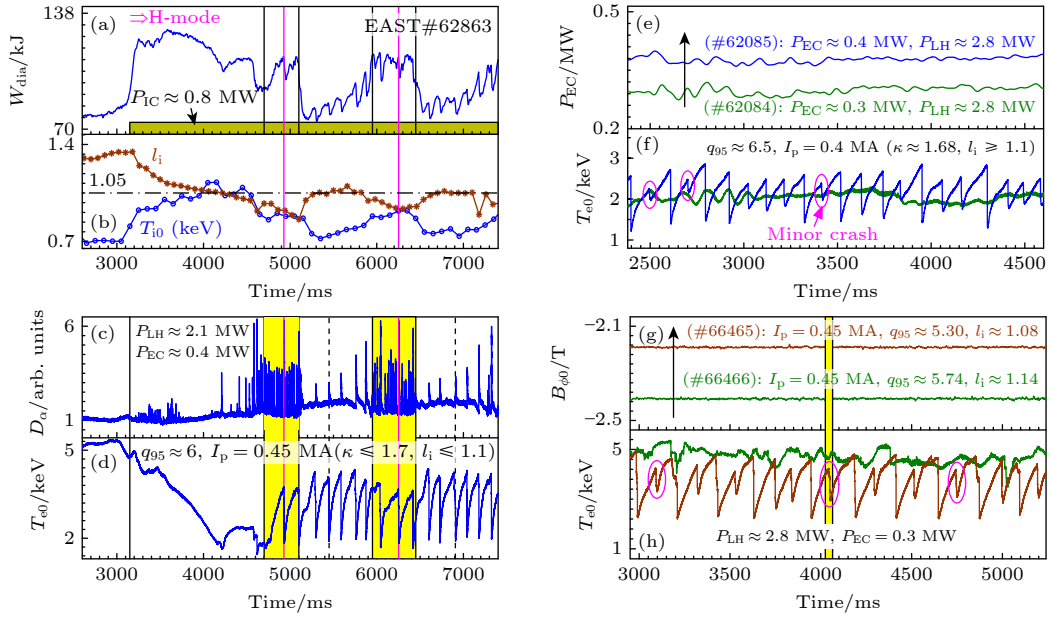 138
(a)
⇒H-mode
EAST#62863
W_dia/kJ
P_IC ≈ 0.8 MW
70
1.4
l_i
1.05
(b)
T_i0 (keV)
0.7
3000 4000 5000 6000 7000
Time/ms
6
(c)
P_LH ≈ 2.1 MW
P_EC ≈ 0.4 MW
D_α/arb. units
1
5
(d)
q_95 ≈ 6, I_p = 0.45 MA(κ ⩽ 1.7, l_i ⩽ 1.1)
T_e0/keV
2
3000 4000 5000 6000 7000
Time/ms
0.5
(e)
(#62085): P_EC ≈ 0.4 MW, P_LH ≈ 2.8 MW
P_EC/MW
(#62084): P_EC ≈ 0.3 MW, P_LH ≈ 2.8 MW
0.2
(f)
q_95 ≈ 6.5, I_p = 0.4 MA (κ ≈ 1.68, l_i ⩾ 1.1)
3
T_e0/keV
2
Minor crash
1
2500 3000 3500 4000 4500
Time/ms
-2.1
(g)
(#66465): I_p = 0.45 MA, q_95 ≈ 5.30, l_i ≈ 1.08
B_ϕ0/T
(#66466): I_p = 0.45 MA, q_95 ≈ 5.74, l_i ≈ 1.14
-2.5
5
T_e0/keV
(h)
P_LH ≈ 2.8 MW, P_EC = 0.3 MW
1
3000 3500 4000 4500 5000
Time/ms